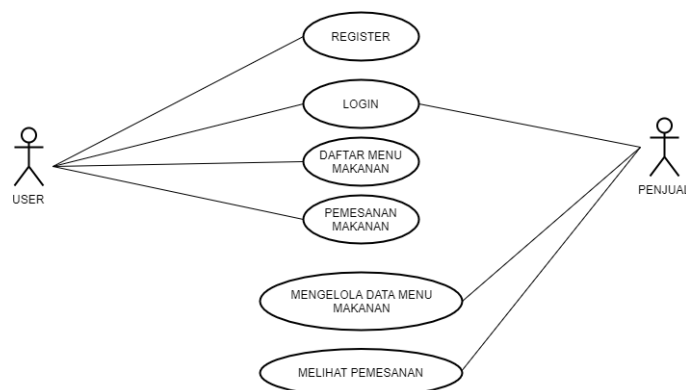 REGISTER
LOGIN
DAFTAR MENU
MAKANAN
USER
PENJUAL
PEMESANAN
MAKANAN
MENGELOLA DATA MENU
MAKANAN
MELIHAT PEMESANAN